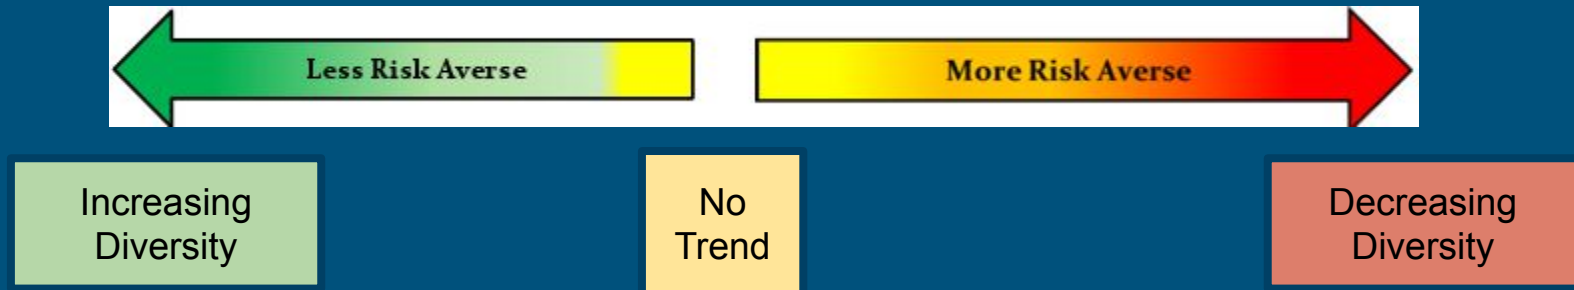 Less Risk Averse
More Risk Averse
Increasing
Diversity
No
Trend
Decreasing
Diversity